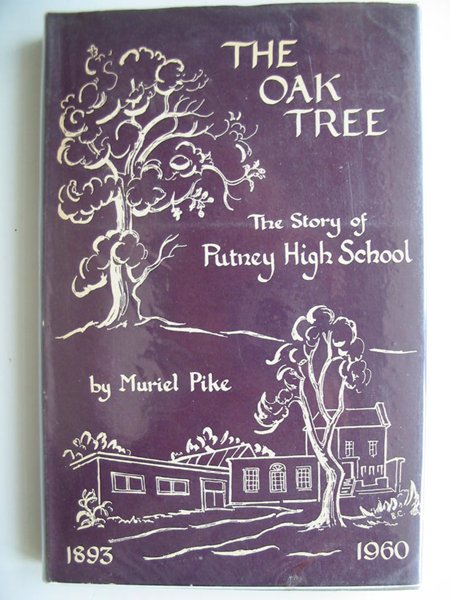 THE
OAK
TREE
The Story of
Putney High School
by Muriel Pike
B.C.
1893 1960